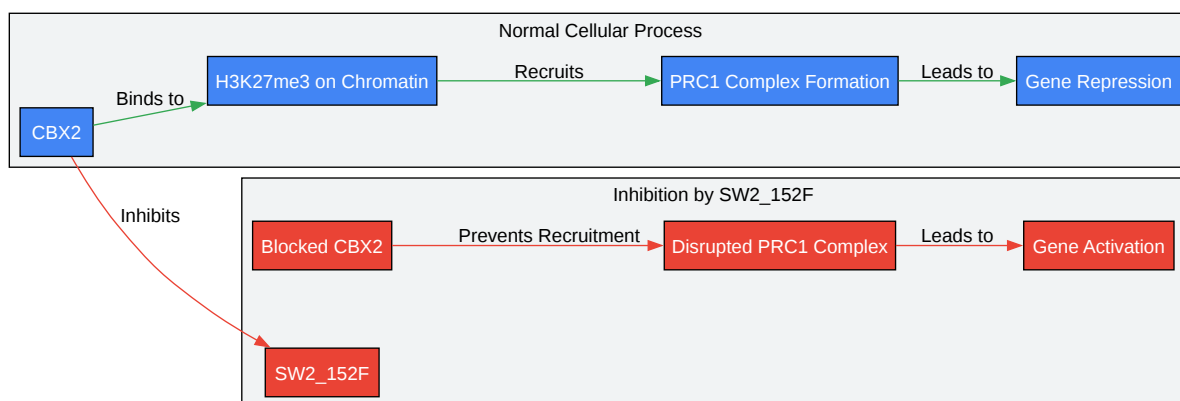 Normal Cellular Process
H3K27me3 on Chromatin
Recruits
PRC1 Complex Formation
Leads to
Gene Repression
Binds to
CBX2
Inhibits
Inhibition by SW2_152F
Blocked CBX2
Prevents Recruitment
Disrupted PRC1 Complex
Leads to
Gene Activation
SW2_152F